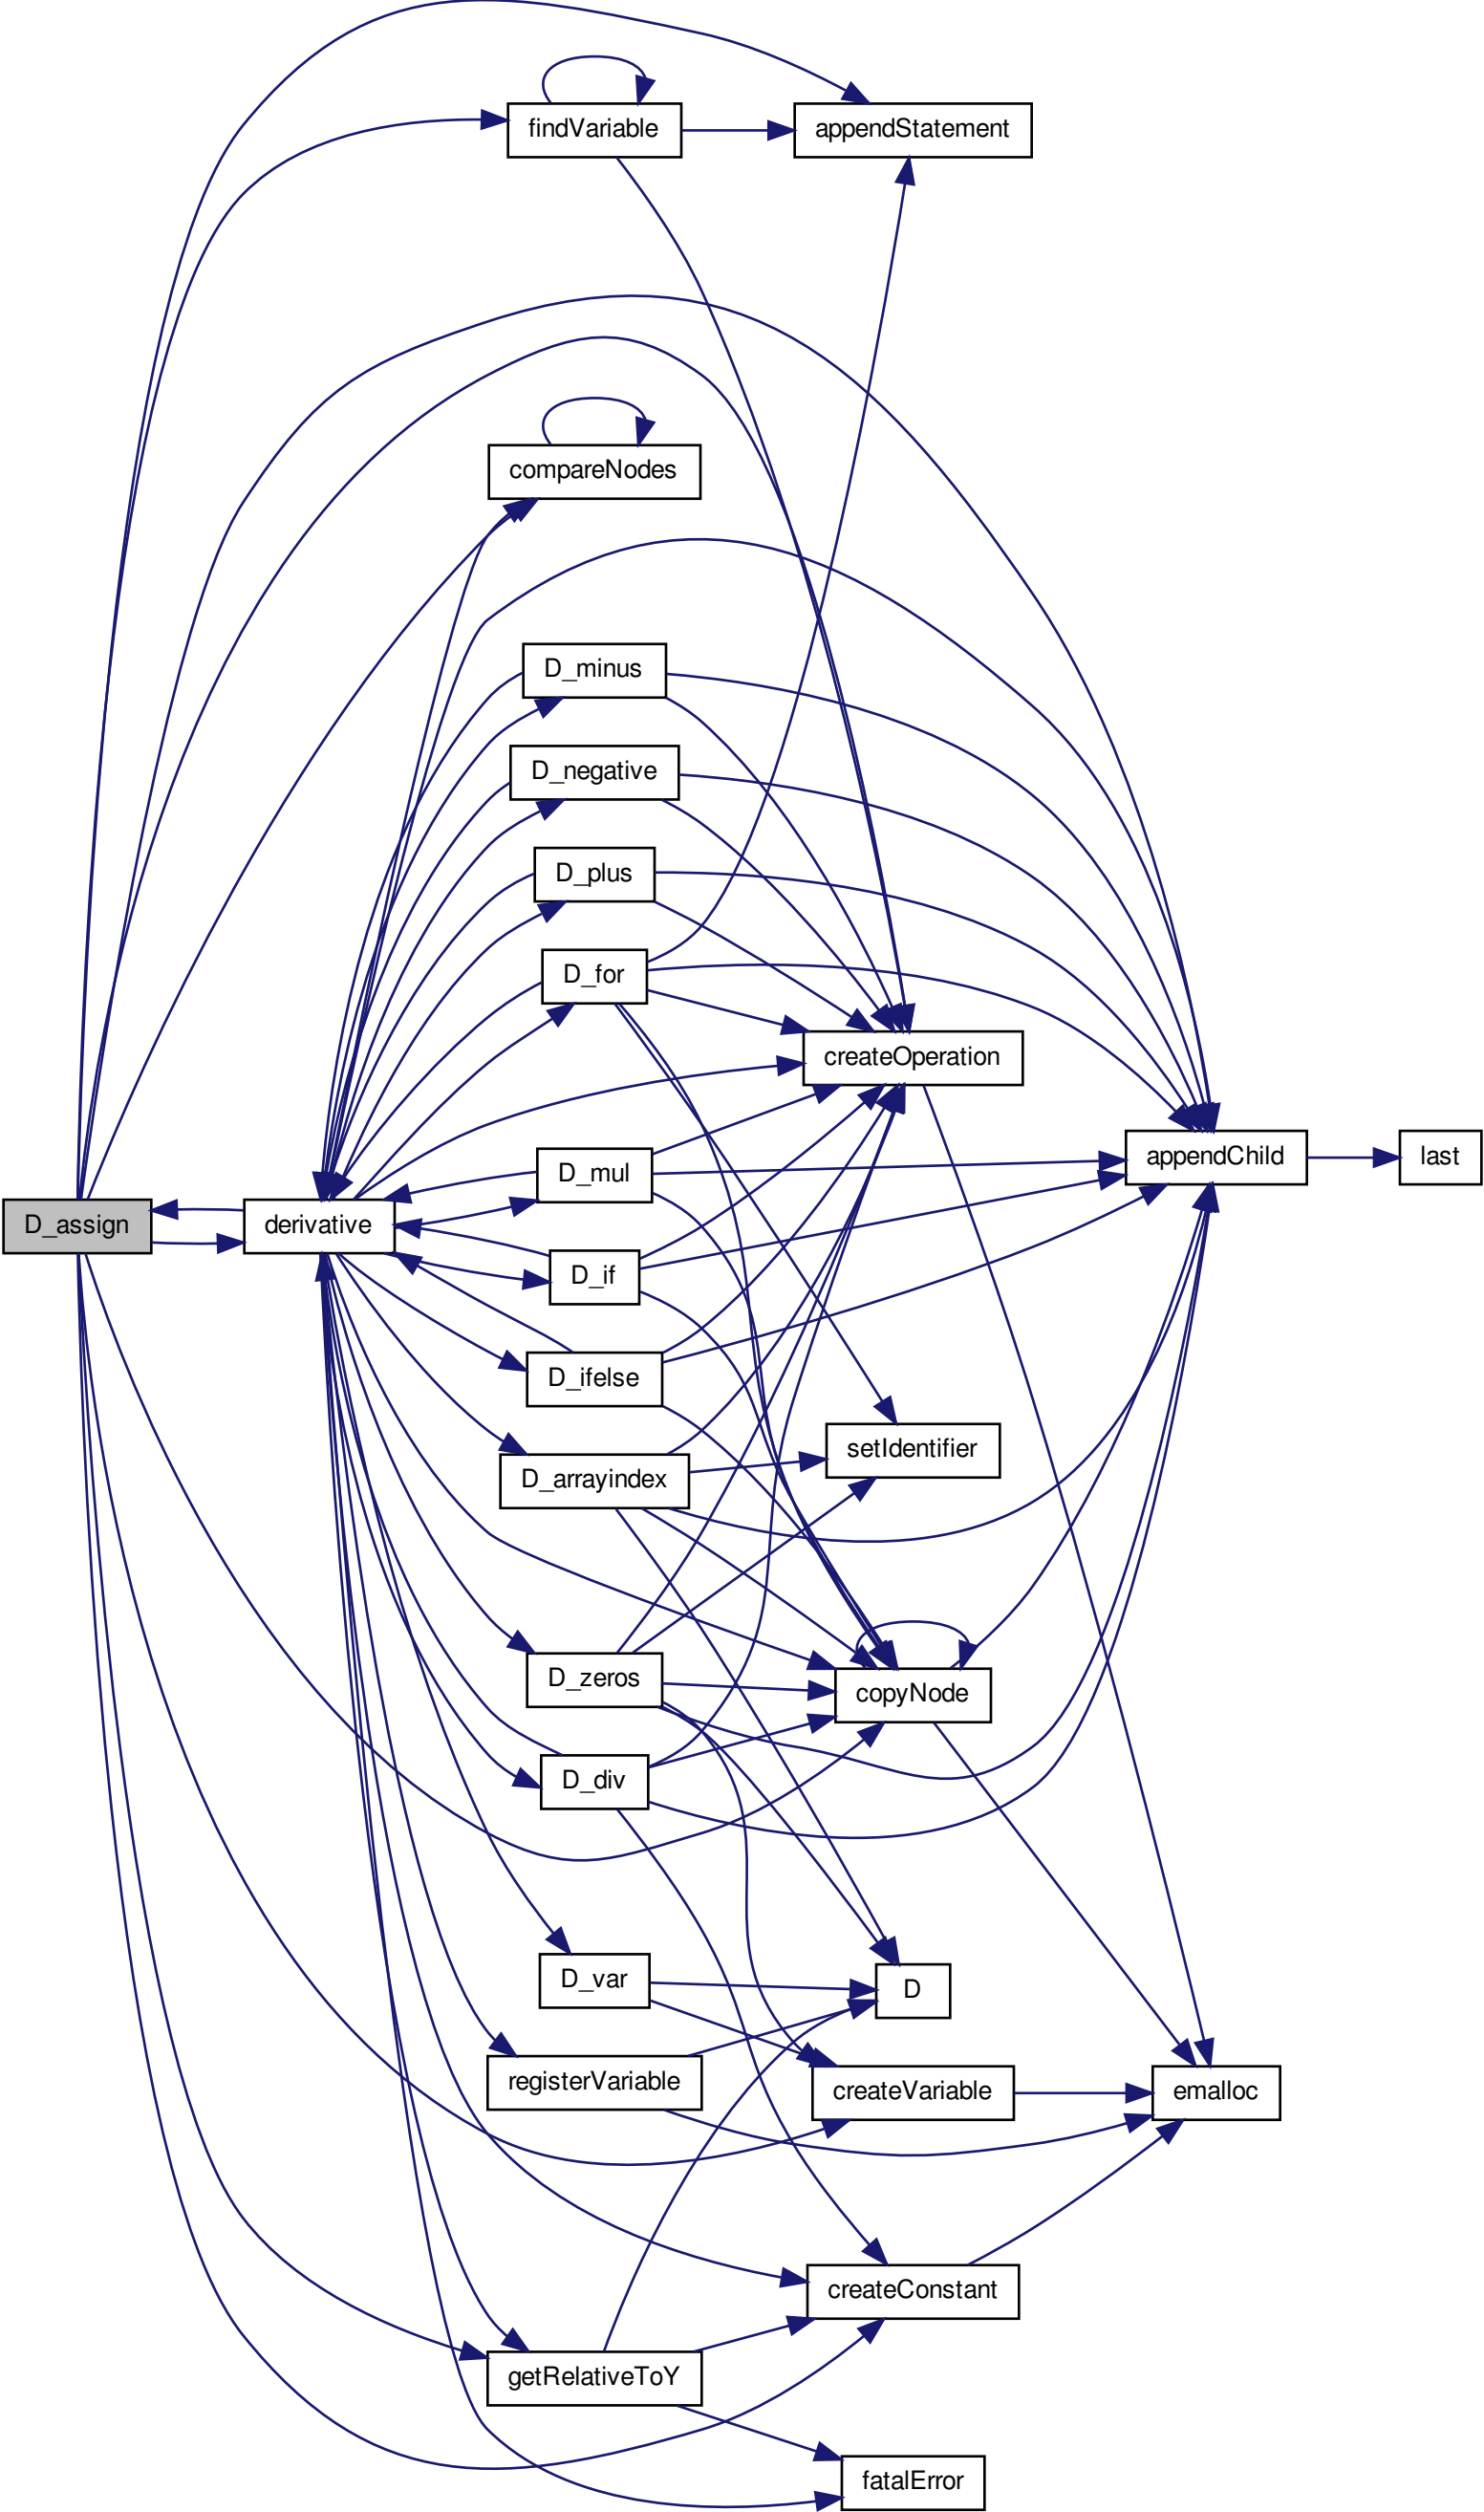 findVariable
appendStatement
compareNodes
D_minus
D_negative
D_plus
D_for
createOperation
D_mul
appendChild
last
D_assign
derivative
D_if
D_ifelse
setIdentifier
D_arrayindex
D_zeros
copyNode
D_div
D_var
D
registerVariable
createVariable
emalloc
createConstant
getRelativeToY
fatalError